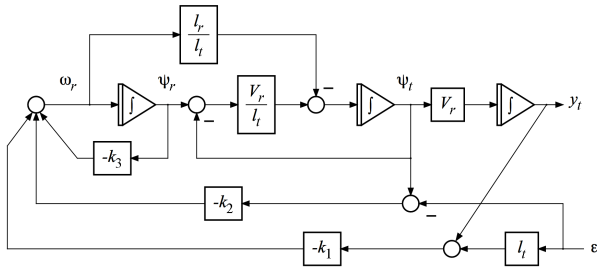 l_r
l_t
ω_r
ψ_r
ψ_t
∫
−
V_r
l_t
−
∫
V_r
∫
y_t
-k_3
-k_2
−
-k_1
l_t
ε